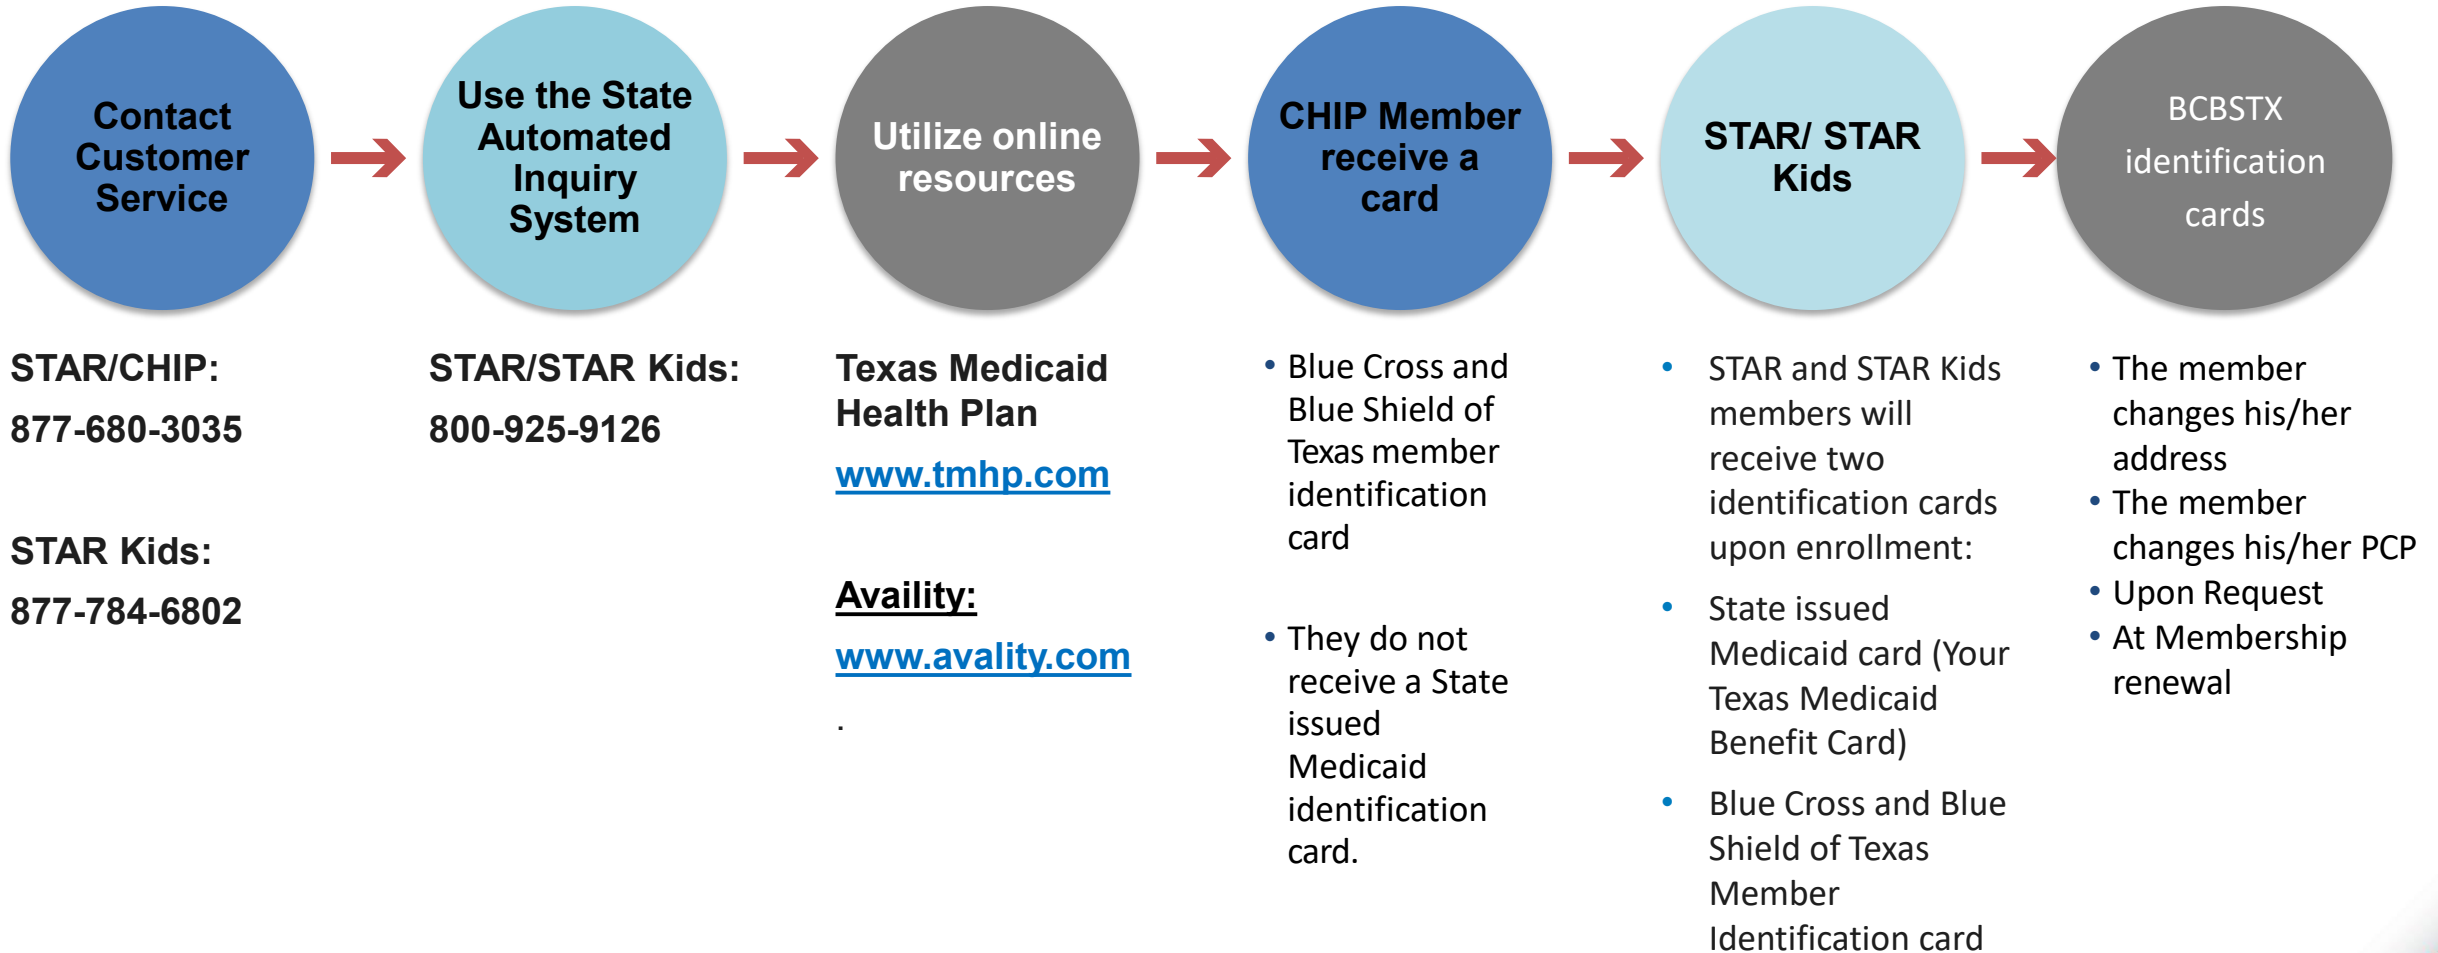 Contact
Customer
Service
Use the State
Automated
Inquiry
System
Utilize online
resources
CHIP Member
receive a
card
STAR/ STAR
Kids
BCBSTX
identification
cards
STAR/CHIP:
877-680-3035
STAR Kids:
877-784-6802
STAR/STAR Kids:
800-925-9126
Texas Medicaid
Health Plan
www.tmhp.com
Availity:
www.avality.com
.
• Blue Cross and
Blue Shield of
Texas member
identification
card
• They do not
receive a State
issued
Medicaid
identification
card.
• STAR and STAR Kids
members will
receive two
identification cards
upon enrollment:
• State issued
Medicaid card (Your
Texas Medicaid
Benefit Card)
• Blue Cross and Blue
Shield of Texas
Member
Identification card
• The member
changes his/her
address
• The member
changes his/her PCP
• Upon Request
• At Membership
renewal